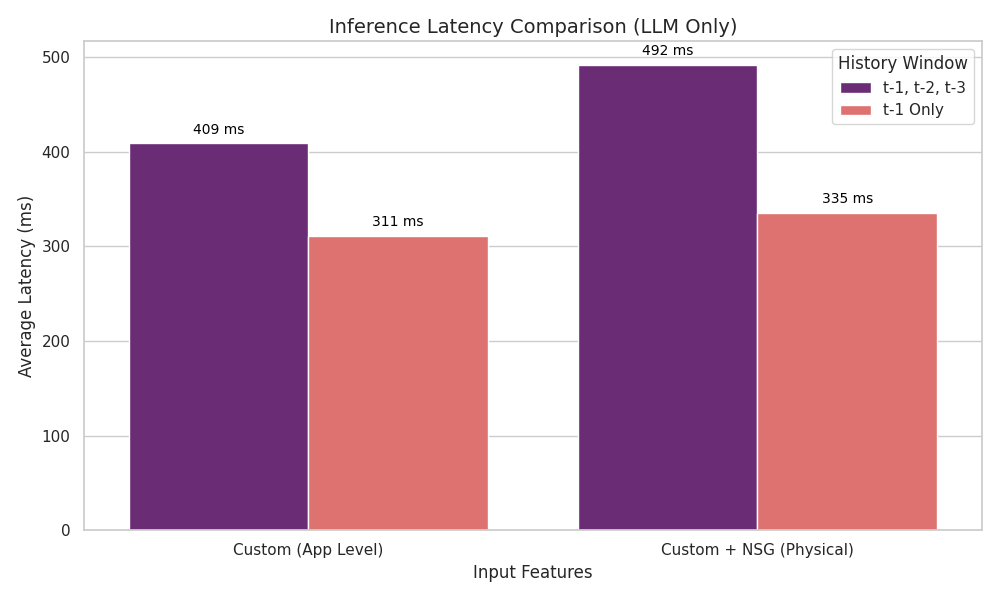 Inference Latency Comparison (LLM Only)
492 ms
500
History Window
t-1, t-2, t-3
t-1 Only
409 ms
400
335 ms
311 ms
300
Average Latency (ms)
200
100
0
Custom (App Level)
Custom + NSG (Physical)
Input Features